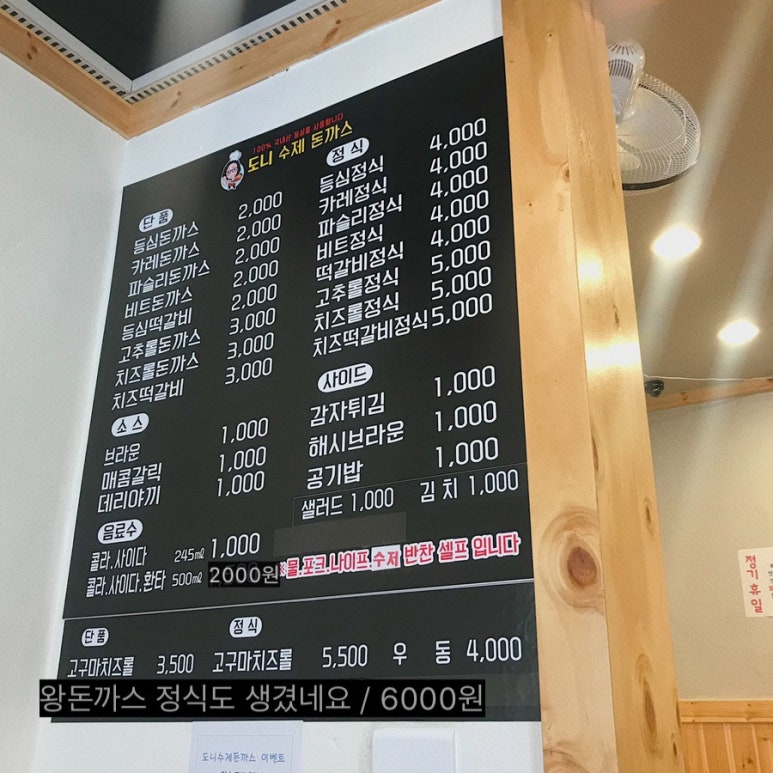 100% 국내산 등심을 사용합니다
도니 수제 돈까스
단품
등심돈까스 2,000
카레돈까스 2,000
파슬리돈까스 2,000
비트돈까스 2,000
등심떡갈비 2,000
고추롤돈까스 3,000
치즈롤돈까스 3,000
치즈떡갈비 3,000
정식
등심정식 4,000
카레정식 4,000
파슬리정식 4,000
비트정식 4,000
떡갈비정식 4,000
고추롤정식 5,000
치즈롤정식 5,000
치즈떡갈비정식 5,000
소스
브라운 1,000
매콤갈릭 1,000
데리야끼 1,000
사이드
감자튀김 1,000
해시브라운 1,000
공기밥 1,000
샐러드 1,000 김치 1,000
음료수
콜라.사이다 245㎖ 1,000
콜라.사이다.환타 500㎖ 2000원
물.포크.나이프.수저 반찬 셀프 입니다
단품
고구마치즈롤 3,500
정식
고구마치즈롤 5,500
우동 4,000
왕돈까스 정식도 생겼네요 / 6000원
도니수제돈까스 이벤트
정기휴일